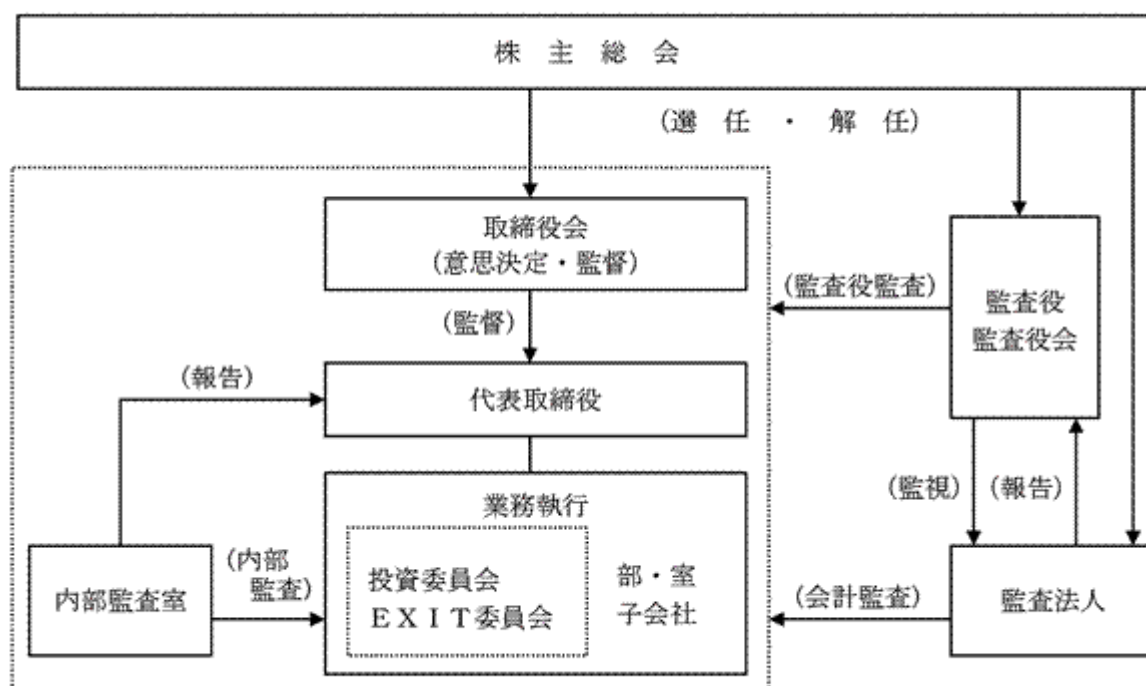 株主総会
(選任・解任)
取締役会
(意思決定・監督)
(監査役監査)
監査役
監査役会
(監督)
(報告)
代表取締役
業務執行
(監視)
(報告)
(内部
監査)
内部監査室
投資委員会
EXIT委員会
部・室
子会社
(会計監査)
監査法人